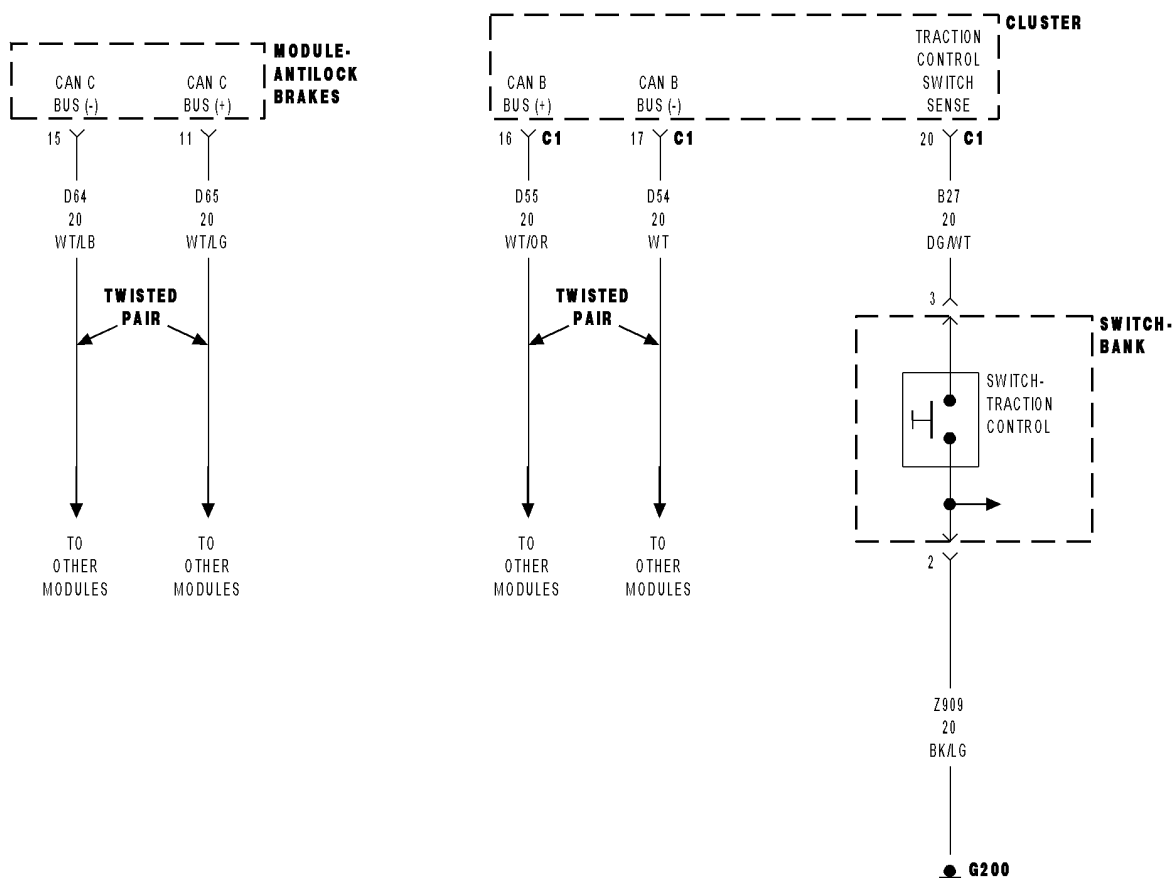 MODULE-
ANTILOCK
BRAKES
CAN C
BUS (-)
CAN C
BUS (+)
15
11
D64
20
WT/LB
D65
20
WT/LG
TWISTED
PAIR
TO
OTHER
MODULES
TO
OTHER
MODULES
CLUSTER
CAN B
BUS (+)
CAN B
BUS (-)
TRACTION
CONTROL
SWITCH
SENSE
16 C1
17 C1
20 C1
D55
20
WT/OR
D54
20
WT
B27
20
DG/WT
TWISTED
PAIR
TO
OTHER
MODULES
TO
OTHER
MODULES
3
SWITCH-
BANK
SWITCH-
TRACTION
CONTROL
2
Z909
20
BK/LG
G200